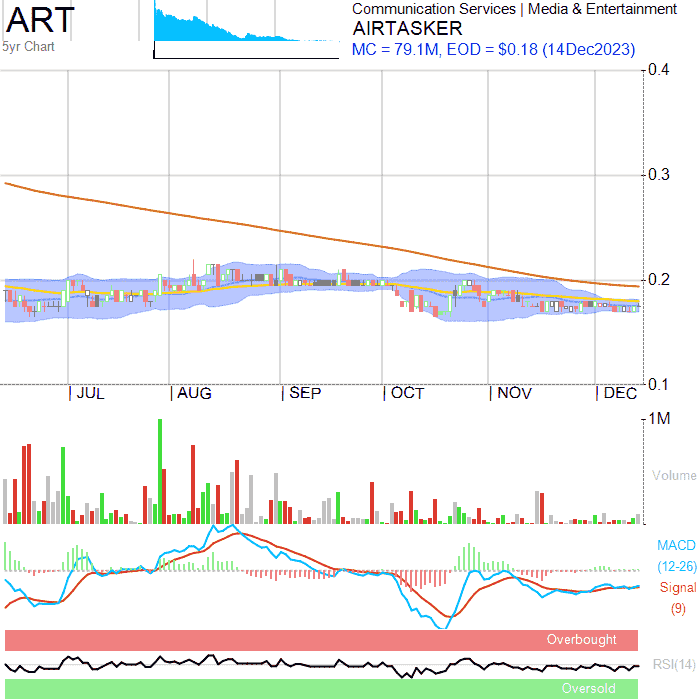 ART
5yr Chart
Communication Services | Media & Entertainment
AIRTASKER
MC = 79.1M, EOD = $0.18 (14Dec2023)
0.4
0.3
0.2
0.1
| JUL | AUG | SEP | OCT | NOV | DEC
1M
Volume
MACD
(12-26)
Signal
(9)
Overbought
RSI(14)
Oversold